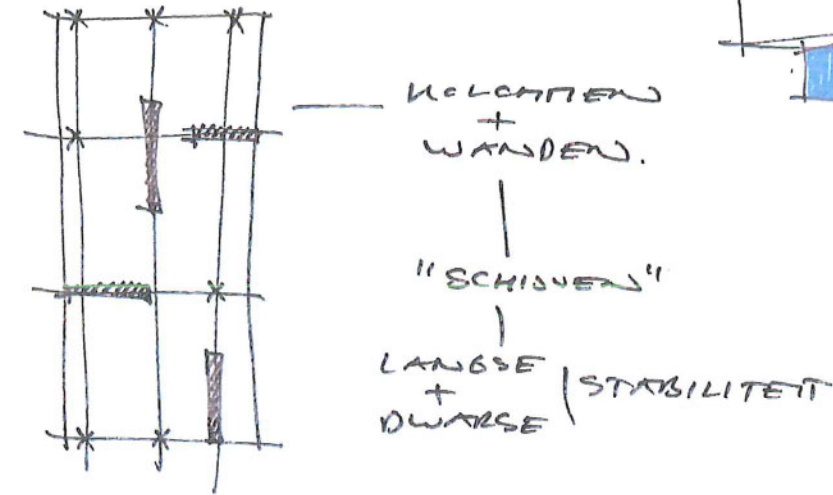 KOLOMMEN
+
WANDEN.
"SCHIJVEN"
LANGSE
+
DWARSE
STABILITEIT